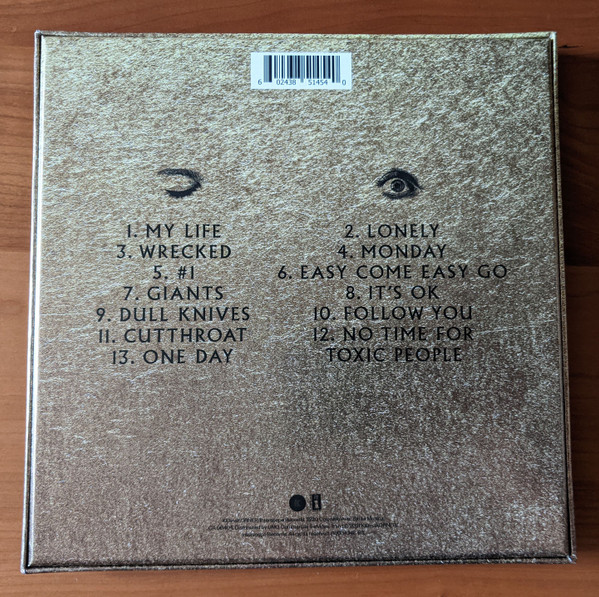 6 02438 51454 0
1. MY LIFE
2. LONELY
3. WRECKED
4. MONDAY
5. #1
6. EASY COME EASY GO
7. GIANTS
8. IT'S OK
9. DULL KNIVES
10. FOLLOW YOU
11. CUTTHROAT
12. NO TIME FOR
TOXIC PEOPLE
13. ONE DAY